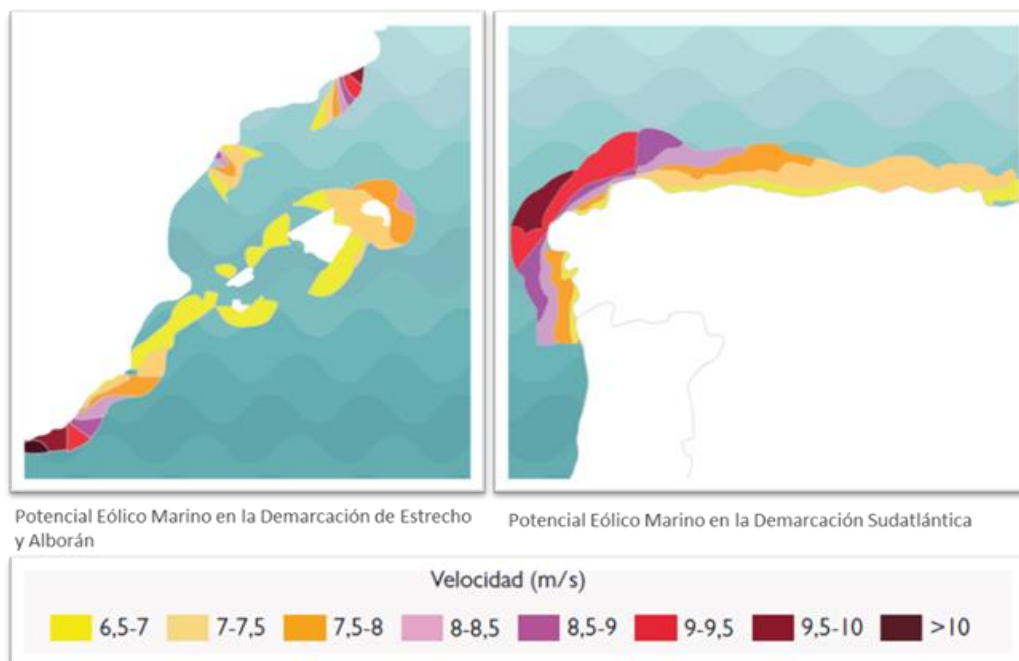 Potencial Eólico Marino en la Demarcación de Estrecho
y Alborán
Potencial Eólico Marino en la Demarcación Sudatlántica
Velocidad (m/s)
6,5-7 7-7,5 7,5-8 8-8,5 8,5-9 9-9,5 9,5-10 >10